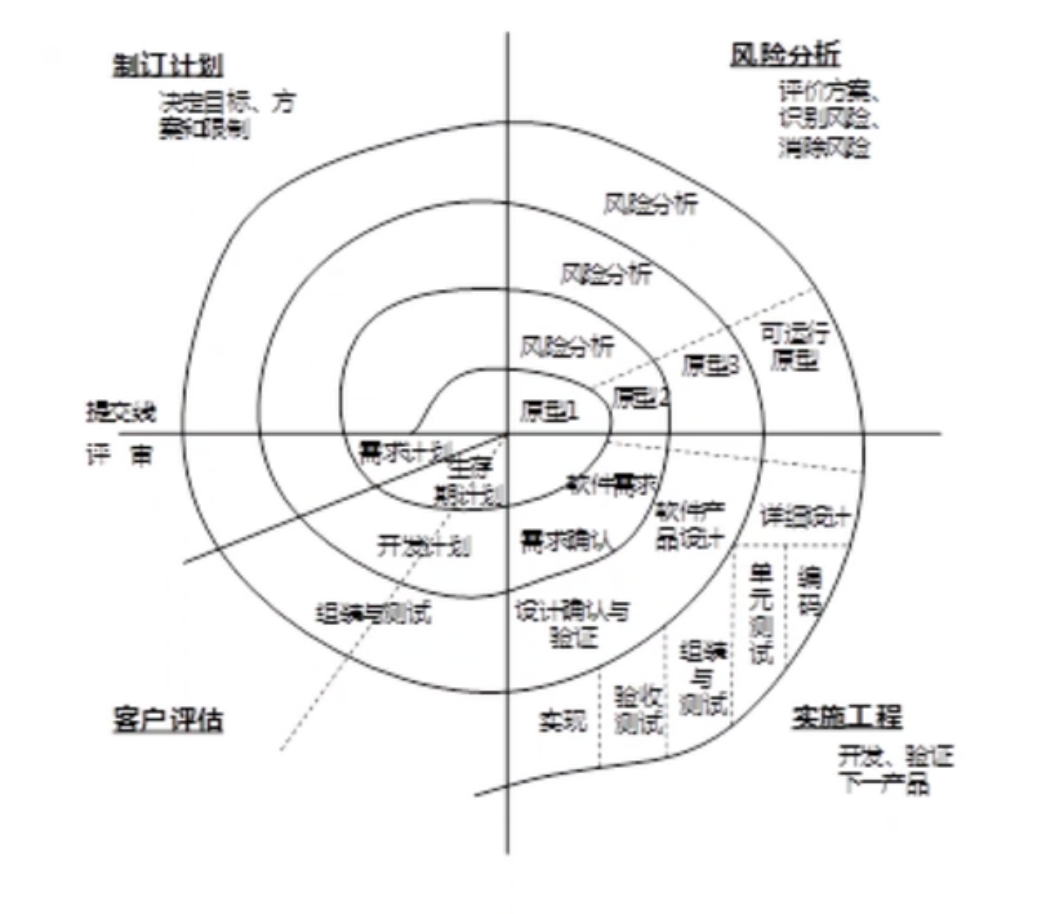 制订计划
决定目标、方
案和限制
风险分析
评价方案、
识别风险、
消除风险
风险分析
风险分析
风险分析
可运行
原型
原型3
原型2
原型1
提交线
评 审
需求计划
生存
期计划
软件需求
软件产
品设计
详细设计
开发计划
需求确认
组装与测试
设计确认与
验证
单
元
测
试
编
码
组装
与
测试
验收
测试
实现
客户评估
实施工程
开发、验证
下一产品